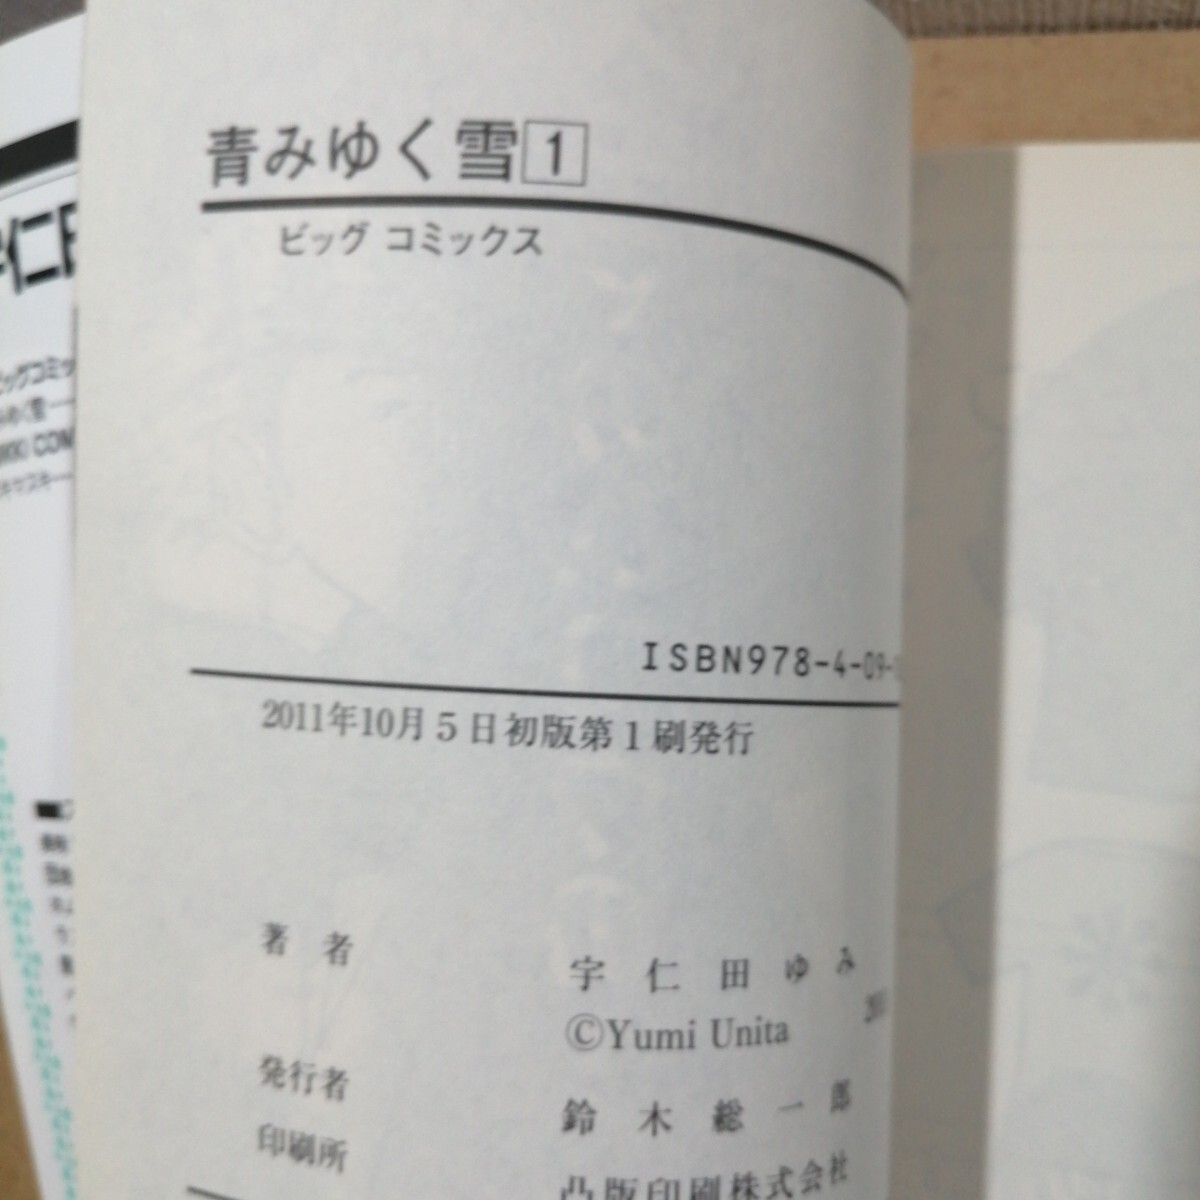 青みゆく雪 1
ビッグ コミックス
ISBN978-4-09-
2011年10月5日初版第1刷発行
著者
宇仁田ゆみ
©Yumi Unita
発行者
鈴木総一郎
印刷所
凸版印刷株式会社